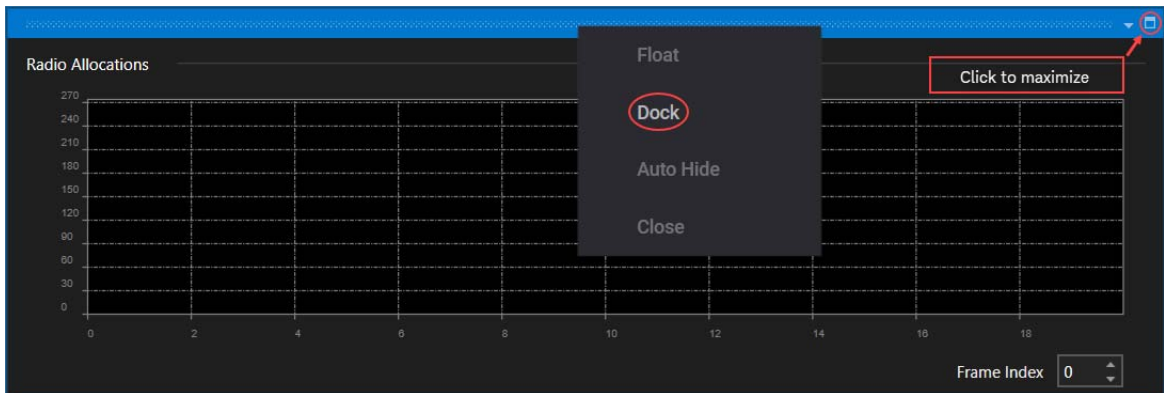 Float
Radio Allocations
Click to maximize
270
240
Dock
210
180
Auto Hide
150
120
Close
90
60
30
0
0 2 4 6 8 10 12 14 16 18
Frame Index 0